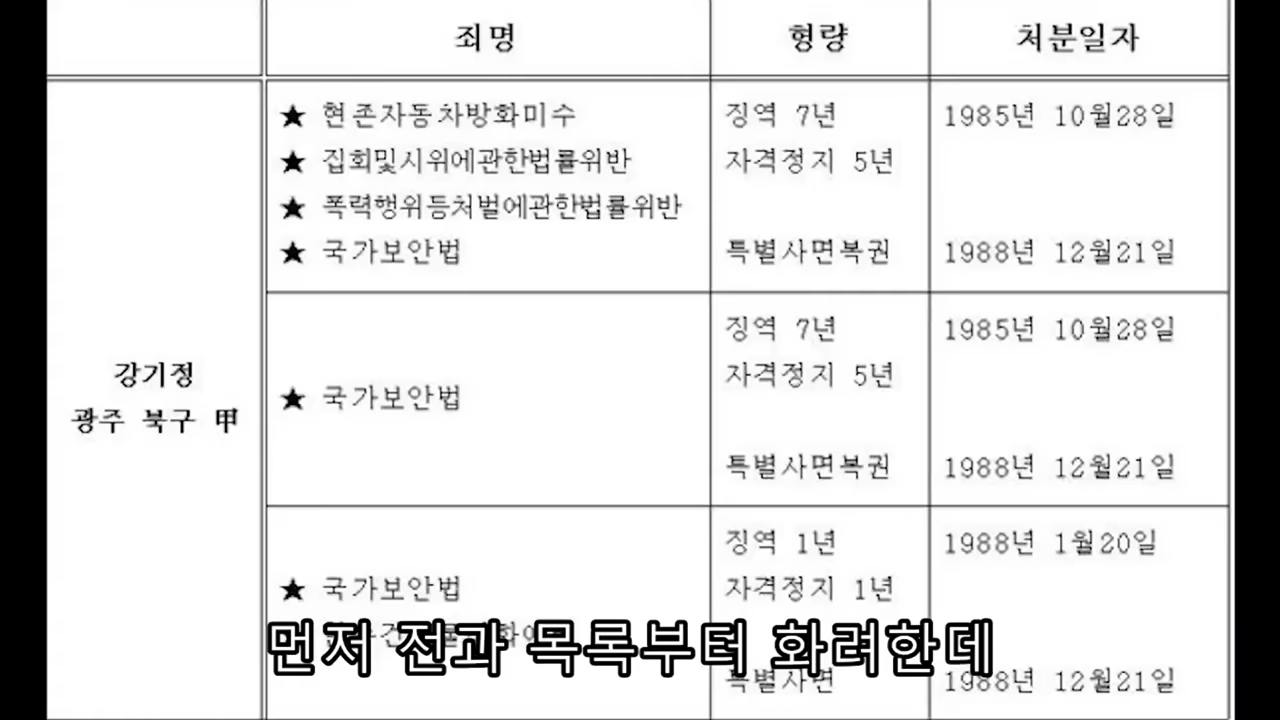 죄명 형량 처분일자
강기정
광주 북구 甲
★ 현존자동차방화미수 징역 7년 1985년 10월28일
★ 집회및시위에관한법률위반 자격정지 5년
★ 폭력행위등처벌에관한법률위반
★ 국가보안법 특별사면복권 1988년 12월21일
징역 7년 1985년 10월28일
자격정지 5년
★ 국가보안법
특별사면복권 1988년 12월21일
징역 1년 1988년 1월20일
★ 국가보안법 자격정지 1년
특별사면 1988년 12월21일
먼저 전과 목록부터 화려한데